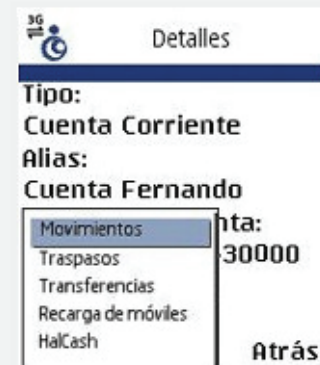 3G
Detalles
Tipo:
Cuenta Corriente
Alias:
Cuenta Fernando
nta:
-30000
Movimientos
Traspasos
Transferencias
Recarga de móviles
HalCash
Atrás